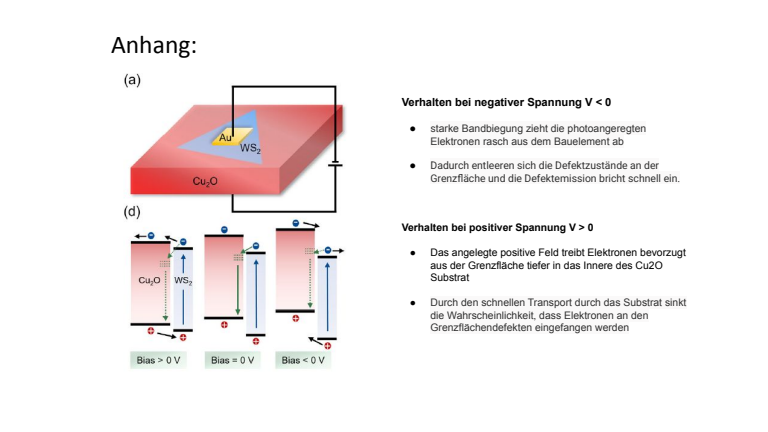 Anhang:
(a)
Au
WS₂
Cu₂O
(d)
Cu₂O
WS₂
Bias > 0 V
Bias = 0 V
Bias < 0 V
Verhalten bei negativer Spannung V < 0
● starke Bandbiegung zieht die photoangeregten
Elektronen rasch aus dem Bauelement ab
● Dadurch entleeren sich die Defektzustände an der
Grenzfläche und die Defektemission bricht schnell ein.
Verhalten bei positiver Spannung V > 0
● Das angelegte positive Feld treibt Elektronen bevorzugt
aus der Grenzfläche tiefer in das Innere des Cu2O
Substrat
● Durch den schnellen Transport durch das Substrat sinkt
die Wahrscheinlichkeit, dass Elektronen an den
Grenzflächendefekten eingefangen werden